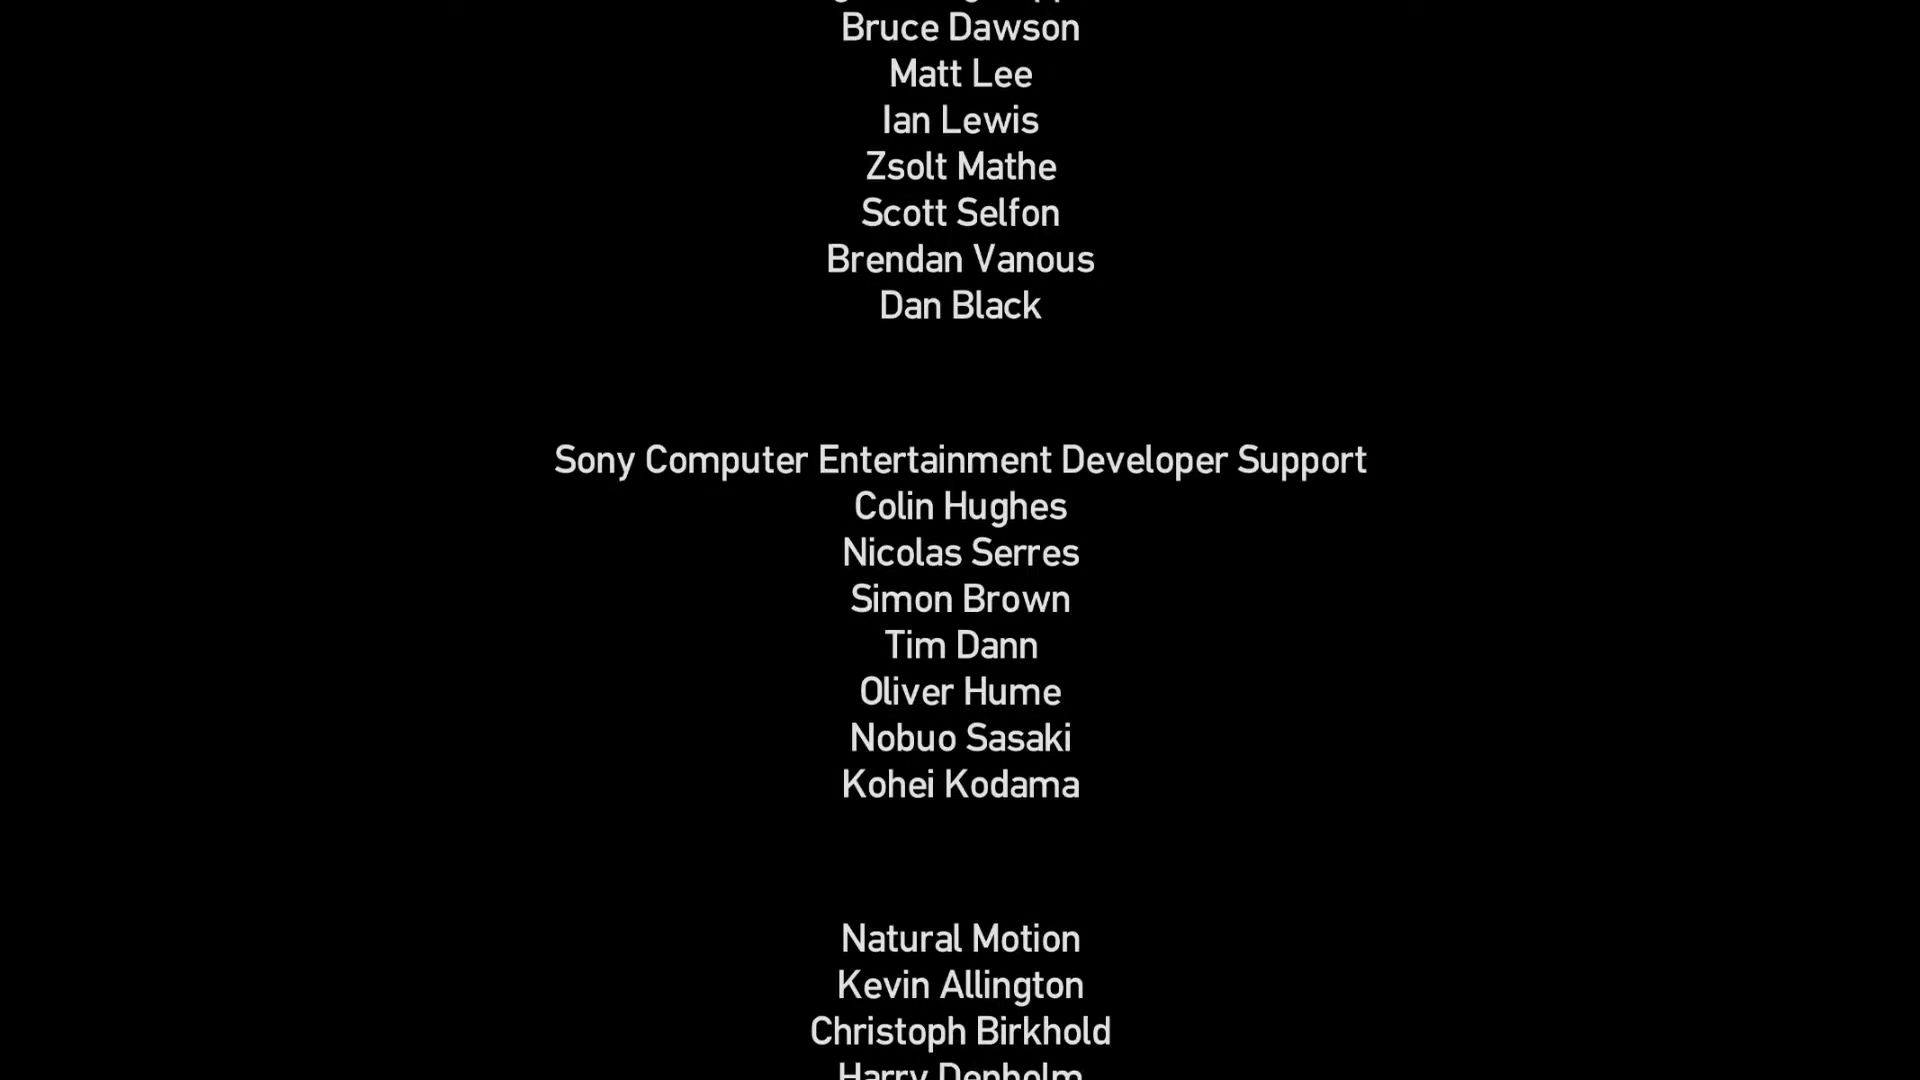 Bruce Dawson
Matt Lee
Ian Lewis
Zsolt Mathe
Scott Selfon
Brendan Vanous
Dan Black
Sony Computer Entertainment Developer Support
Colin Hughes
Nicolas Serres
Simon Brown
Tim Dann
Oliver Hume
Nobuo Sasaki
Kohei Kodama
Natural Motion
Kevin Allington
Christoph Birkhold
Harry Denholm